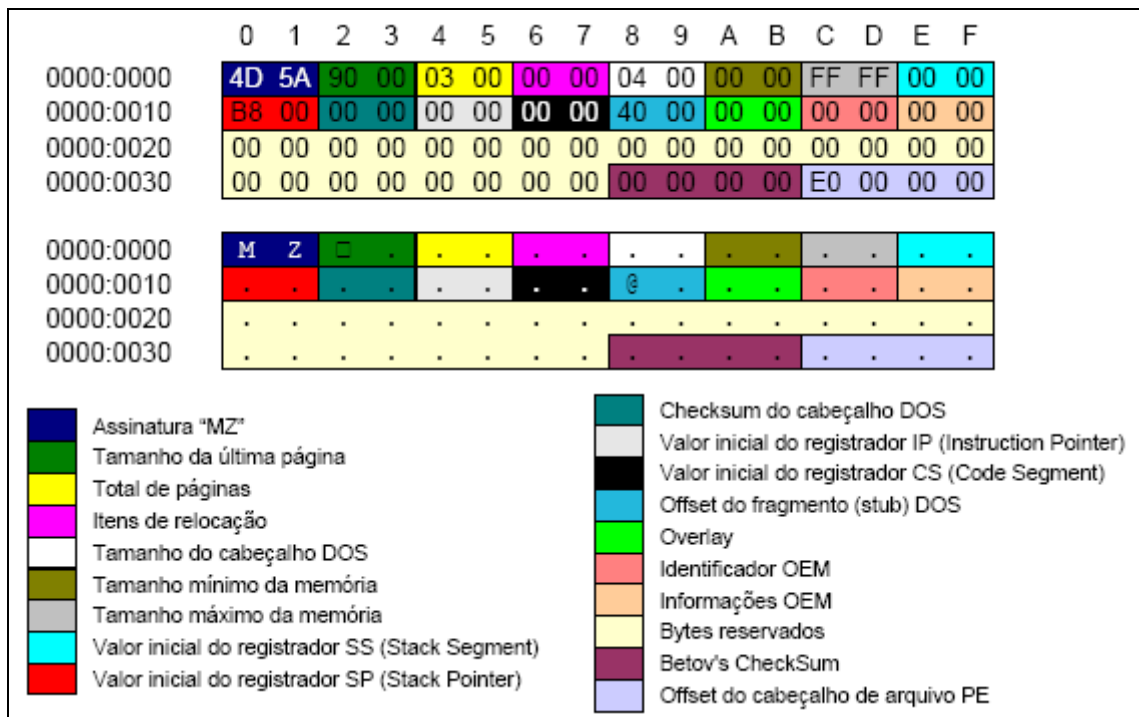 0 1 2 3 4 5 6 7 8 9 A B C D E F
0000:0000 4D 5A 90 00 03 00 00 00 04 00 00 00 FF FF 00 00
0000:0010 B8 00 00 00 00 00 00 00 40 00 00 00 00 00 00 00
0000:0020 00 00 00 00 00 00 00 00 00 00 00 00 00 00 00 00
0000:0030 00 00 00 00 00 00 00 00 00 00 00 00 E0 00 00 00
0000:0000 M Z □ . . . . . . . . . . . . .
0000:0010 . . . . . . . . @ . . . . . . .
0000:0020 . . . . . . . . . . . . . . . .
0000:0030 . . . . . . . . . . . . . . . .
Assinatura “MZ”
Tamanho da última página
Total de páginas
Itens de relocação
Tamanho do cabeçalho DOS
Tamanho mínimo da memória
Tamanho máximo da memória
Valor inicial do registrador SS (Stack Segment)
Valor inicial do registrador SP (Stack Pointer)
Checksum do cabeçalho DOS
Valor inicial do registrador IP (Instruction Pointer)
Valor inicial do registrador CS (Code Segment)
Offset do fragmento (stub) DOS
Overlay
Identificador OEM
Informações OEM
Bytes reservados
Betov's CheckSum
Offset do cabeçalho de arquivo PE